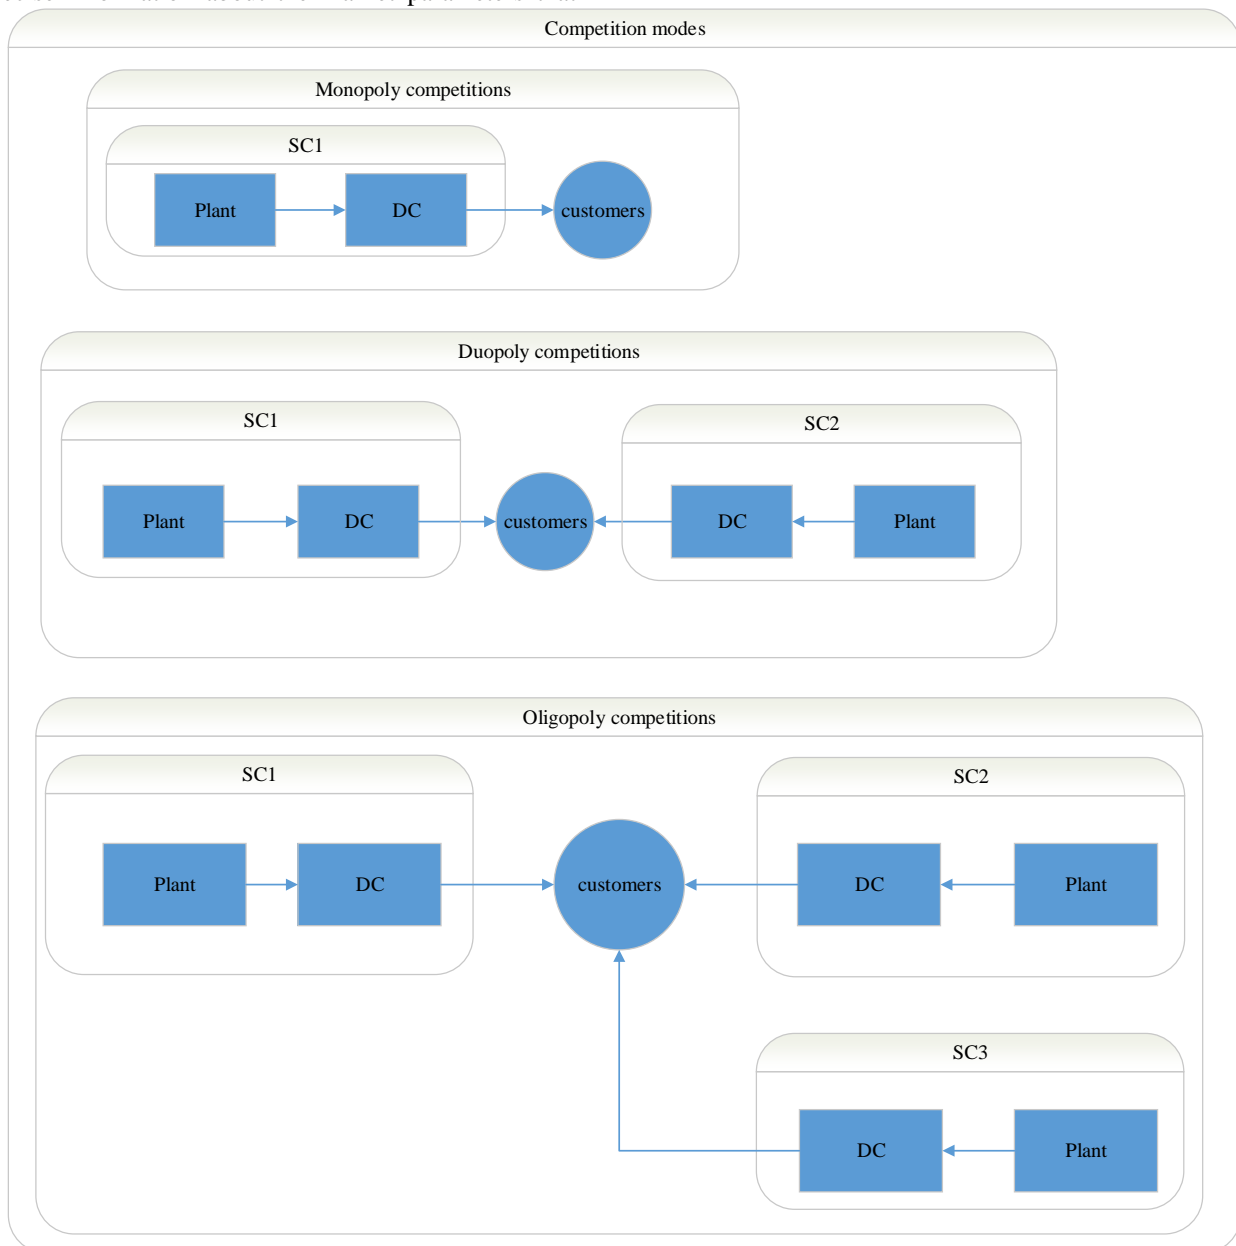 Competition modes
Monopoly competitions
SC1
Plant
DC
customers
Duopoly competitions
SC1
SC2
Plant
DC
customers
DC
Plant
Oligopoly competitions
SC1
SC2
Plant
DC
customers
DC
Plant
SC3
DC
Plant